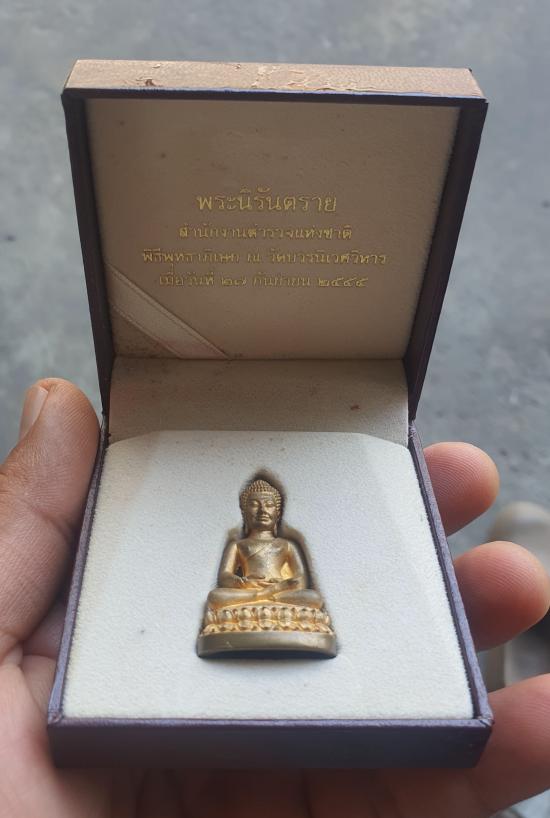 พระนิรันตราย
สำนักงานตำรวจแห่งชาติ
พิธีพุทธาภิเษก ณ วัดบวรนิเวศวิหาร
เมื่อวันที่ ๒๗ กันยายน ๒๕๕๕